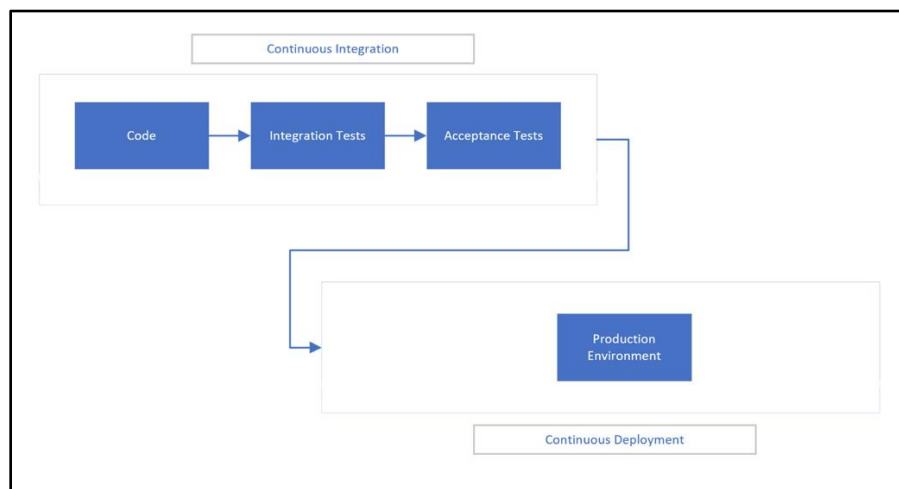 Continuous Integration
Code
Integration Tests
Acceptance Tests
Production
Environment
Continuous Deployment